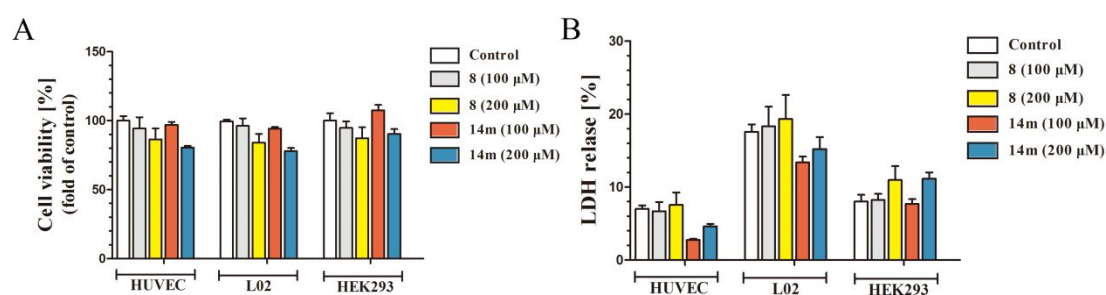 A
Cell viability [%]
(fold of control)
150
100
50
0
HUVEC
L02
HEK293
Control
8 (100 μM)
8 (200 μM)
14m (100 μM)
14m (200 μM)
B
LDH relase [%]
30
20
10
0
HUVEC
L02
HEK293
Control
8 (100 μM)
8 (200 μM)
14m (100 μM)
14m (200 μM)